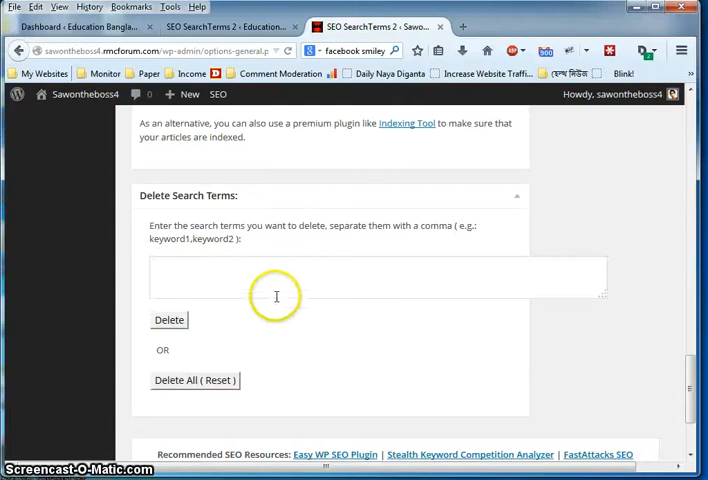 File Edit View History Bookmarks Tools Help
Dashboard ‹ Education Bangla...
SEO SearchTerms 2 ‹ Education...
SEO SearchTerms 2 ‹ Sawo...
sawontheboss4.rmcforum.com/wp-admin/options-general.p
facebook smiley
ABP
900
D
My Websites Monitor Paper Income D Comment Moderation Daily Naya Diganta Increase Website Traffi... Blink!
Sawontheboss4 0 New SEO
Howdy, sawontheboss4
As an alternative, you can also use a premium plugin like Indexing Tool to make sure that
your articles are indexed.
Delete Search Terms:
Enter the search terms you want to delete, separate them with a comma ( e.g.:
keyword1,keyword2 ):
Delete
OR
Delete All ( Reset )
Recommended SEO Resources: Easy WP SEO Plugin | Stealth Keyword Competition Analyzer | FastAttacks SEO
Screencast-O-Matic.com